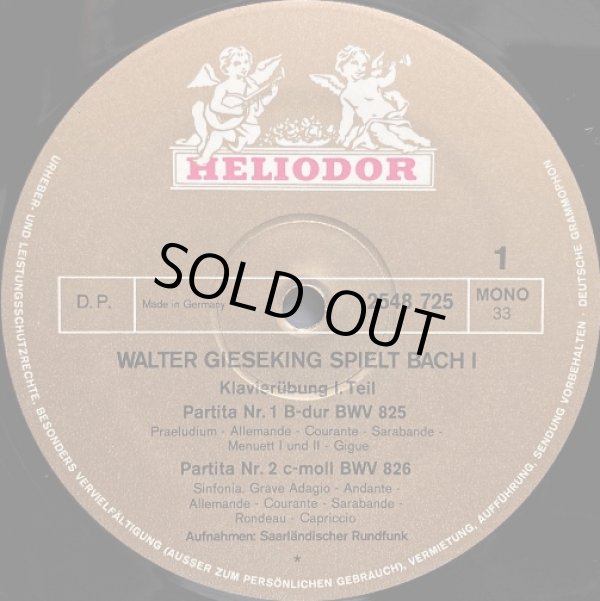 HELIODOR
1
D. P.
Made in Germany
2548 725
MONO
33
SOLD OUT
WALTER GIESEKING SPIELT BACH I
Klavierübung I. Teil
Partita Nr. 1 B-dur BWV 825
Praeludium - Allemande - Courante - Sarabande -
Menuett I und II - Gigue
Partita Nr. 2 c-moll BWV 826
Sinfonia. Grave Adagio - Andante -
Allemande - Courante - Sarabande -
Rondeau - Capriccio
Aufnahmen: Saarländischer Rundfunk
*
URHEBER- UND LEISTUNGSSCHUTZRECHTE, BESONDERS VERVIELFÄLTIGUNG (AUSSER ZUM PERSÖNLICHEN GEBRAUCH), VERMIETUNG, AUFFÜHRUNG, SENDUNG VORBEHALTEN · DEUTSCHE GRAMMOPHON